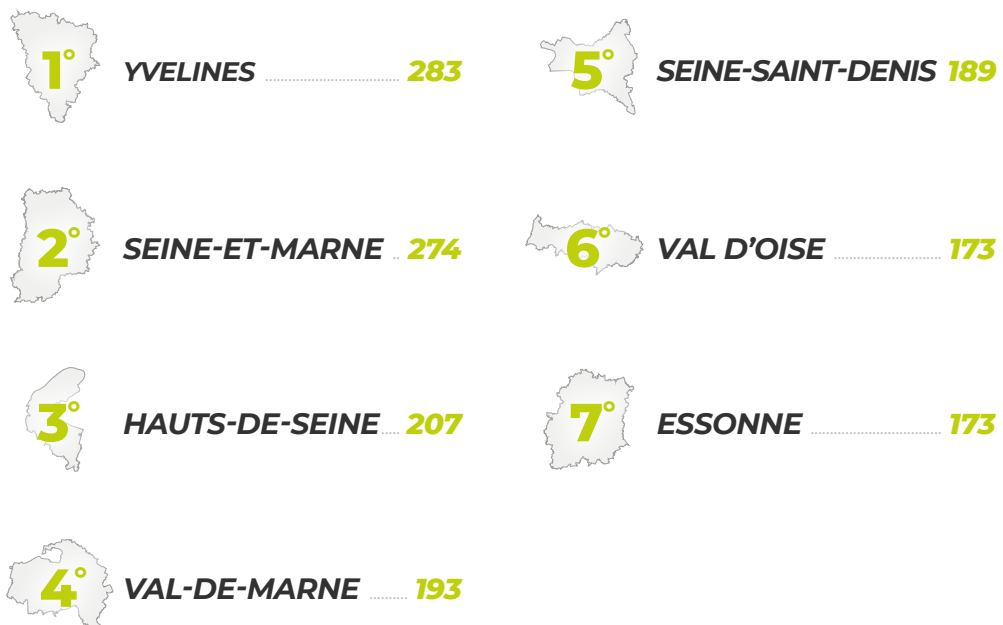 1° YVELINES 283
2° SEINE-ET-MARNE 274
3° HAUTS-DE-SEINE 207
4° VAL-DE-MARNE 193
5° SEINE-SAINT-DENIS 189
6° VAL D’OISE 173
7° ESSONNE 173